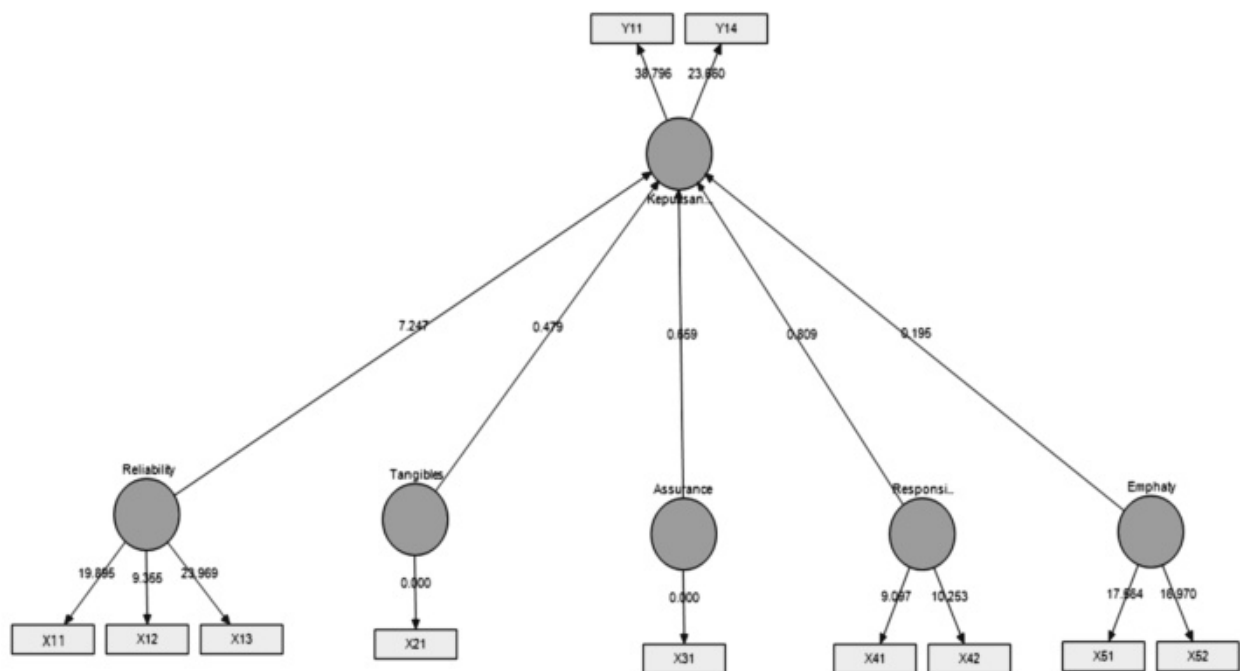 Y11
Y14
38.796
23.660
Keputusan...
7.247
0.479
0.659
0.809
0.195
Reliability
Tangibles
Assurance
Responsi..
Emphaty
19.895
9.355
23.969
0.000
0.000
9.097
10.253
17.564
16.970
X11
X12
X13
X21
X31
X41
X42
X51
X52